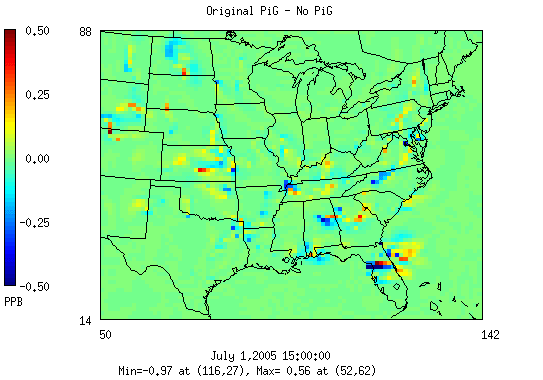 Original PiG - No PiG
0.50
0.25
0.00
-0.25
-0.50
PPB
88
14
50
142
July 1,2005 15:00:00
Min=-0.97 at (116,27), Max= 0.56 at (52,62)